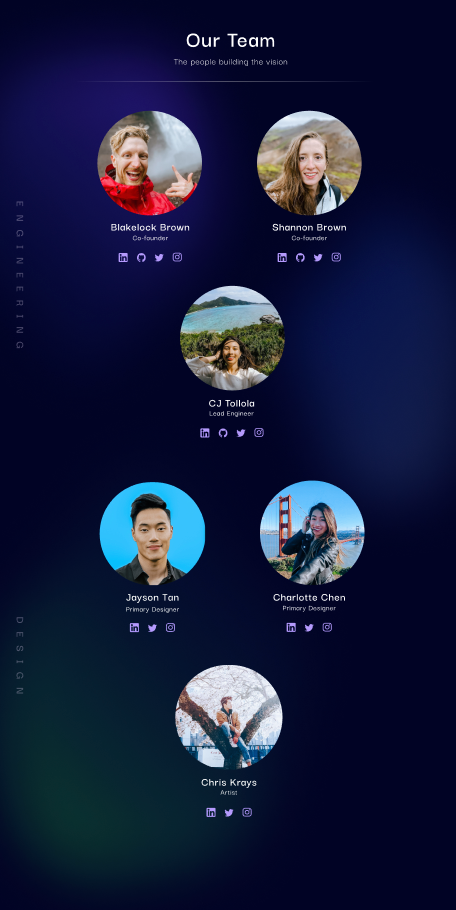 Our Team
The people building the vision
ENGINEERING
Blakelock Brown
Co-founder
Shannon Brown
Co-founder
CJ Tollola
Lead Engineer
DESIGN
Jayson Tan
Primary Designer
Charlotte Chen
Primary Designer
Chris Krays
Artist